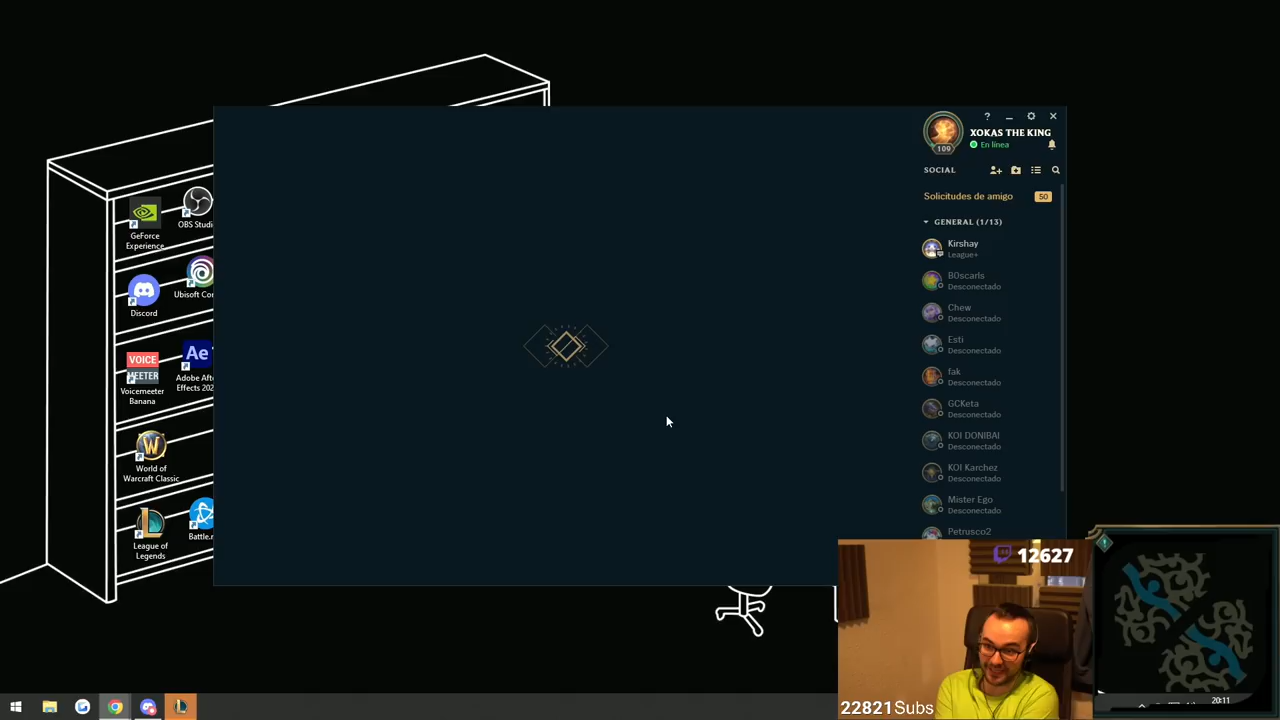 GeForce
Experience
OBS Studi
Discord
Ubisoft Con
VOICE
MEETER
Voicemeeter
Banana
Ae
Adobe Afte
Effects 202
World of
Warcraft Classic
League of
Legends
Battle.n
?
109
XOKAS THE KING
En línea
SOCIAL
Solicitudes de amigo
50
GENERAL (1/13)
Kirshay
League+
B0scarls
Desconectado
Chew
Desconectado
Esti
Desconectado
fak
Desconectado
GCKeta
Desconectado
KOI DONIBAI
Desconectado
KOI Karchez
Desconectado
Mister Ego
Desconectado
Petrusco2
12627
22821Subs
20:11